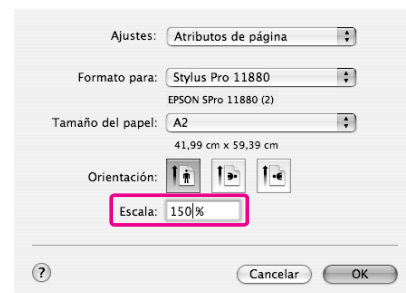 Ajustes: Atributos de página
Formato para: Stylus Pro 11880
EPSON SPro 11880 (2)
Tamaño del papel: A2
41,99 cm x 59,39 cm
Orientación:
Escala: 150 %
? Cancelar OK